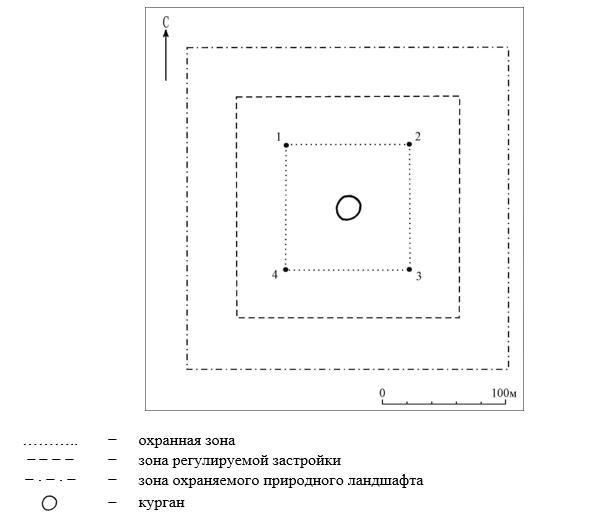 С
1 2
4 3
0 100м
– охранная зона
– зона регулируемой застройки
– зона охраняемого природного ландшафта
– курган